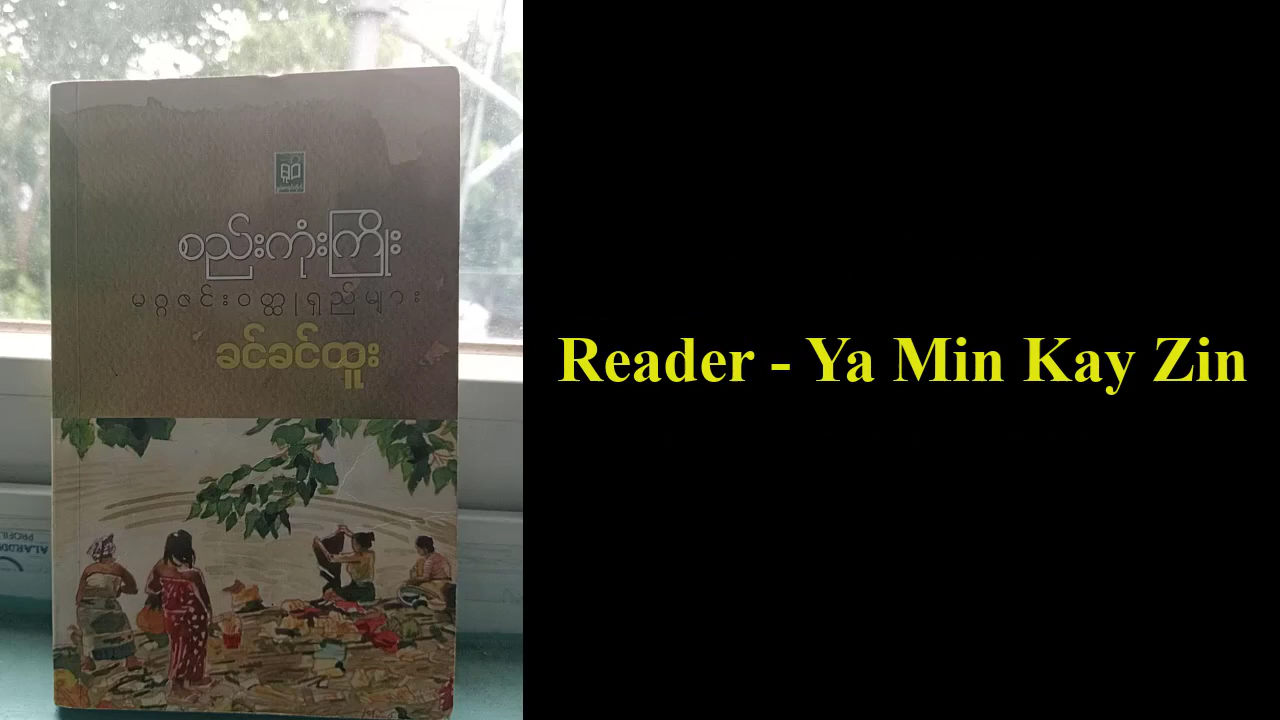 စည်းကုံးကြိုး
မဂ္ဂဇင်းဝတ္ထုရှည်များ
ခင်ခင်ထူး
Reader - Ya Min Kay Zin